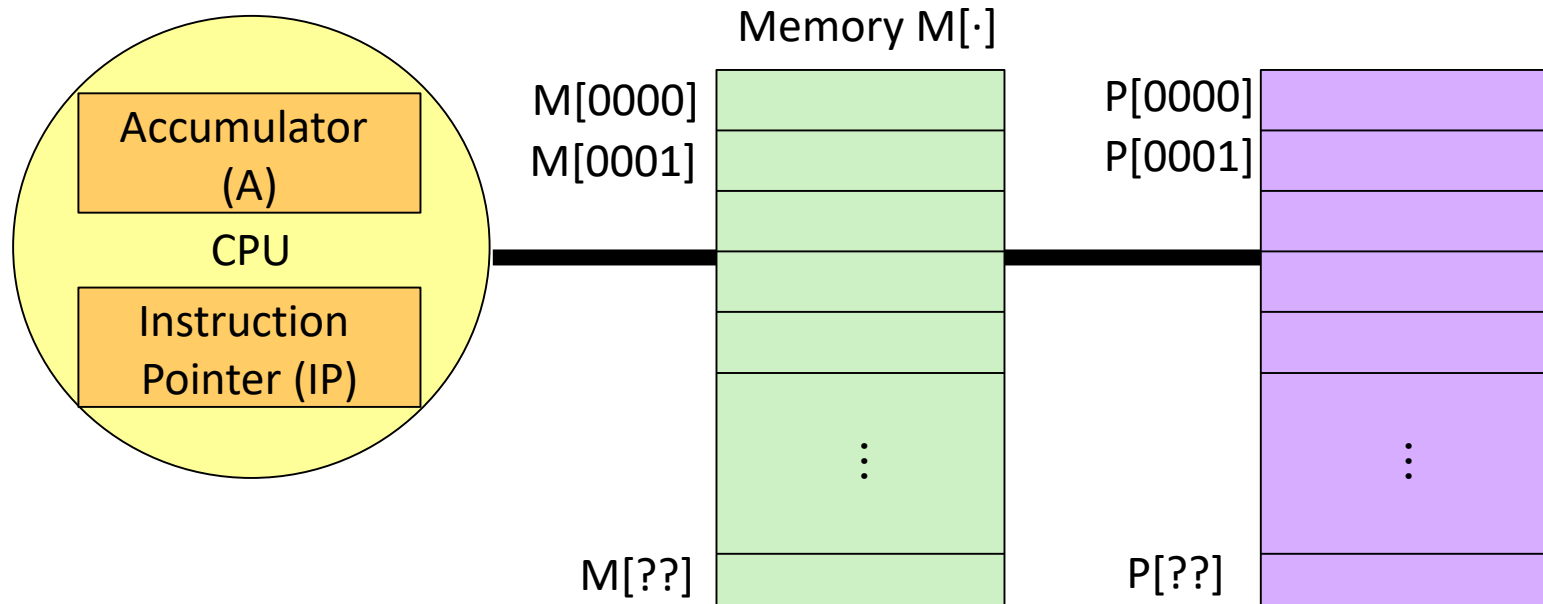 Memory M[·]
Accumulator
(A)
CPU
Instruction
Pointer (IP)
M[0000]
M[0001]
⋮
M[??]
P[0000]
P[0001]
⋮
P[??]